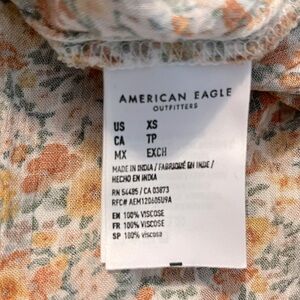 AMERICAN EAGLE
OUTFITTERS
US XS
CA TP
MX EXCH
MADE IN INDIA / FABRIQUÉ EN INDE /
HECHO EN INDIA
RN 54485 / CA 03873
RFC# AEM120605U9A
EN 100% VISCOSE
FR 100% VISCOSE
SP 100% VISCOSE